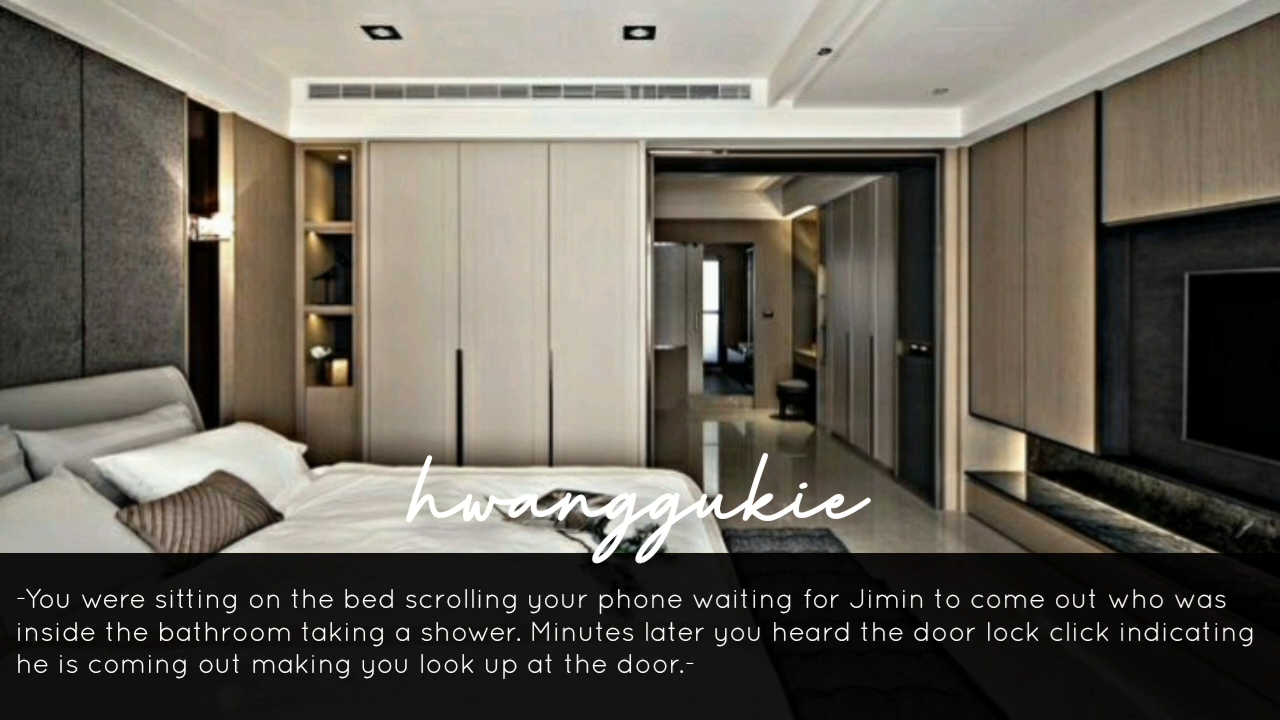 hwanggukie
-You were sitting on the bed scrolling your phone waiting for Jimin to come out who was
inside the bathroom taking a shower. Minutes later you heard the door lock click indicating
he is coming out making you look up at the door.-